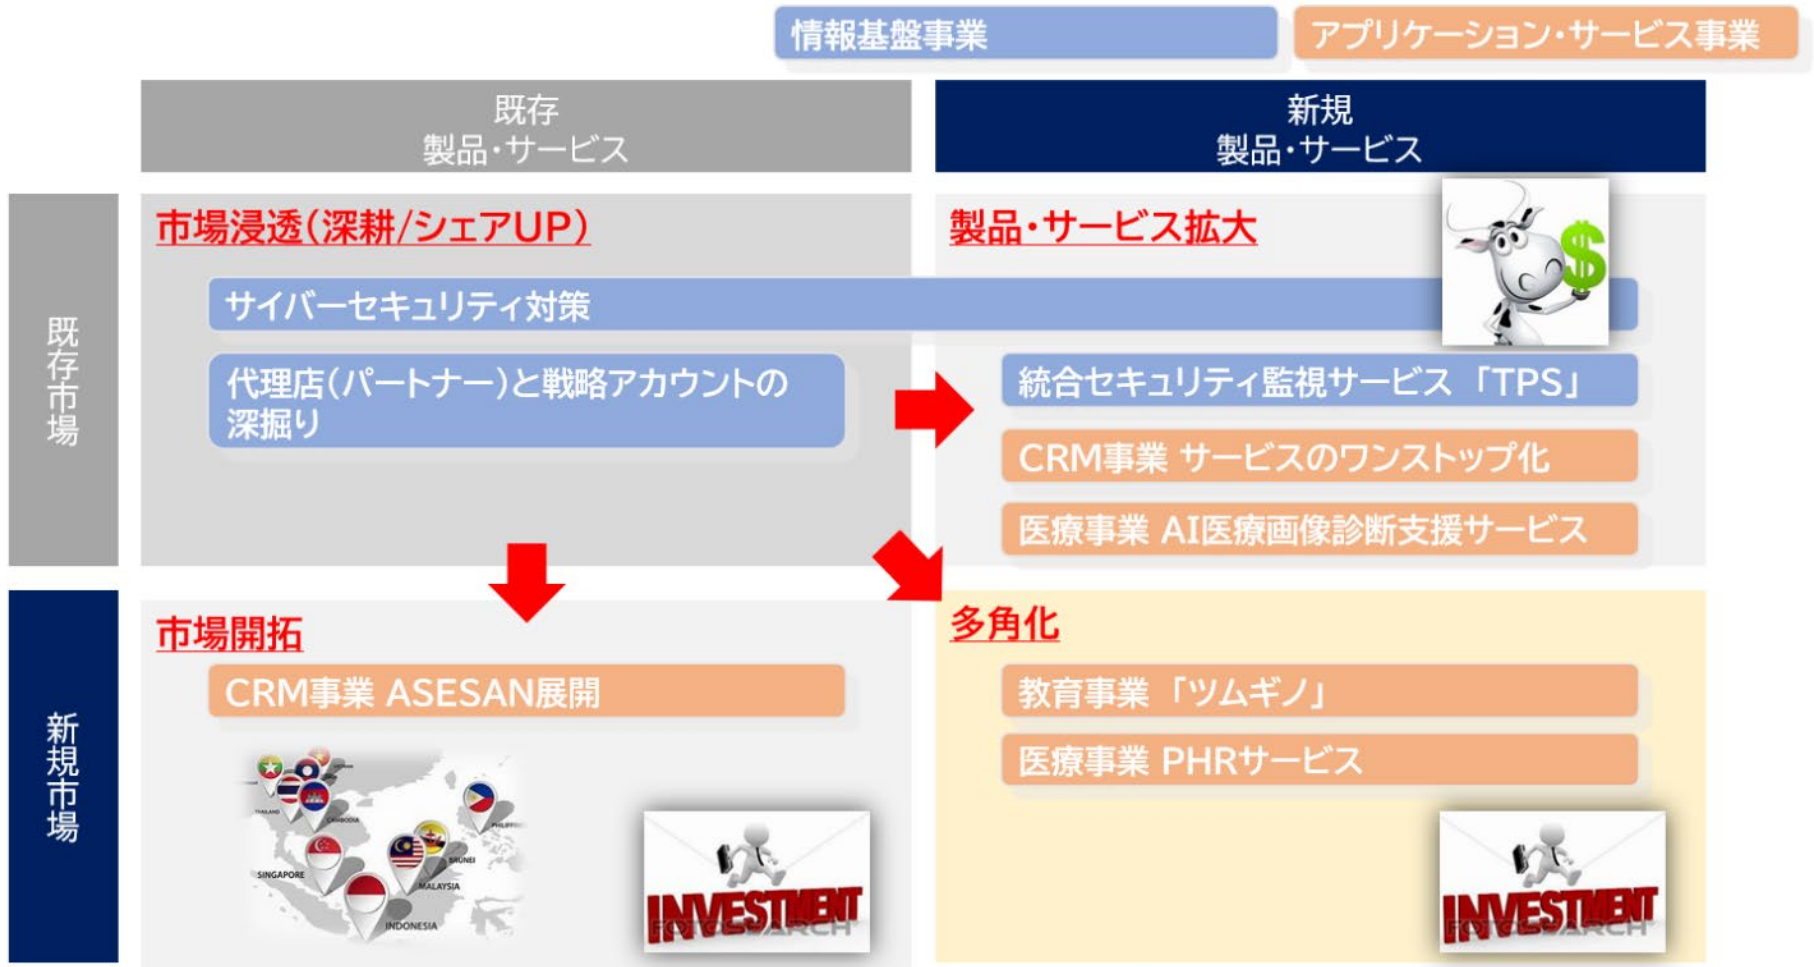 情報基盤事業
アプリケーション・サービス事業
既存
製品・サービス
新規
製品・サービス
既存市場
市場浸透(深耕/シェアUP)
サイバーセキュリティ対策
代理店(パートナー)と戦略アカウントの
深掘り
製品・サービス拡大
$
統合セキュリティ監視サービス「TPS」
CRM事業 サービスのワンストップ化
医療事業 AI医療画像診断支援サービス
新規市場
市場開拓
CRM事業 ASESAN展開
THAILAND
CAMBODIA
SINGAPORE
BRUNEI
MALAYSIA
INDONESIA
INVESTMENT
FOTOSEARCH
多角化
教育事業「ツムギノ」
医療事業 PHRサービス
INVESTMENT
FOTOSEARCH